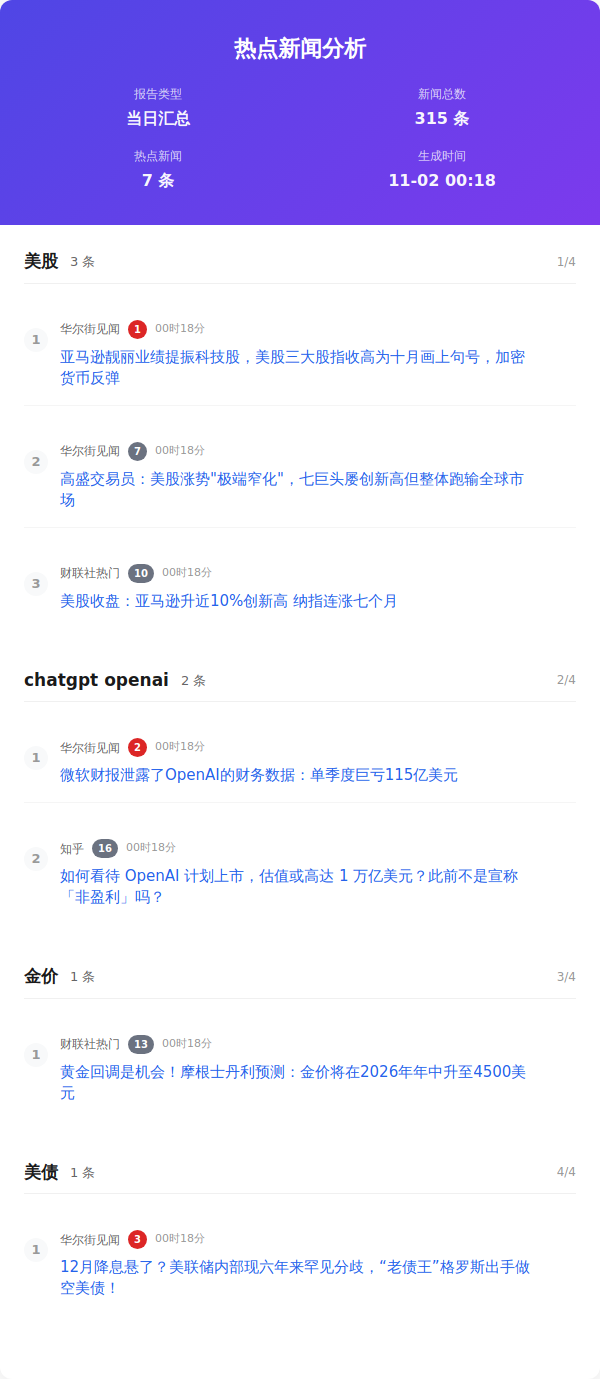 热点新闻分析
报告类型
新闻总数
当日汇总
315 条
热点新闻
生成时间
7 条
11-02 00:18
美股 3 条 1/4
1 华尔街见闻 1 00时18分
亚马逊靓丽业绩提振科技股，美股三大股指收高为十月画上句号，加密
货币反弹
2 华尔街见闻 7 00时18分
高盛交易员：美股涨势"极端窄化"，七巨头屡创新高但整体跑输全球市
场
3 财联社热门 10 00时18分
美股收盘：亚马逊升近10%创新高 纳指连涨七个月
chatgpt openai 2 条 2/4
1 华尔街见闻 2 00时18分
微软财报泄露了OpenAI的财务数据：单季度巨亏115亿美元
2 知乎 16 00时18分
如何看待 OpenAI 计划上市，估值或高达 1 万亿美元？此前不是宣称
「非盈利」吗？
金价 1 条 3/4
1 财联社热门 13 00时18分
黄金回调是机会！摩根士丹利预测：金价将在2026年年中升至4500美
元
美债 1 条 4/4
1 华尔街见闻 3 00时18分
12月降息悬了？美联储内部现六年来罕见分歧，“老债王”格罗斯出手做
空美债！